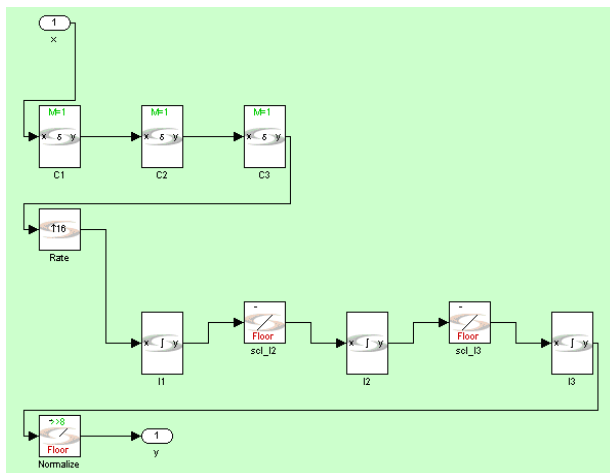 1
x
M=1
M=1
M=1
x δ y
x δ y
x δ y
C1
C2
C3
↑16
Rate
-
-
x ∫ y
Floor
x ∫ y
Floor
x ∫ y
I1
scl_I2
I2
scl_I3
I3
>>8
Floor
1
Normalize
y